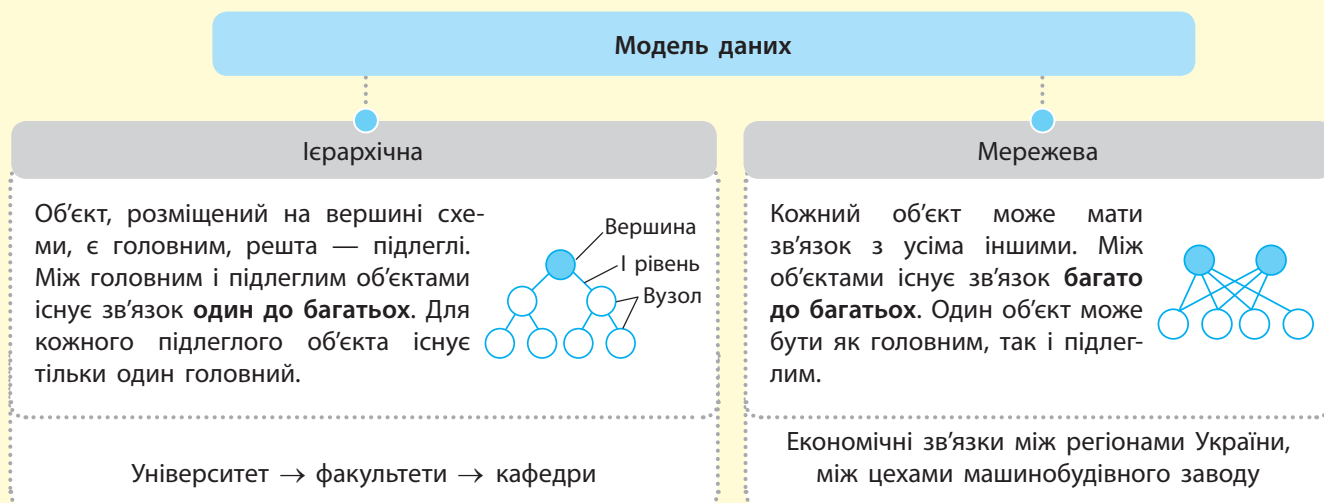 Модель даних
Ієрархічна
Об'єкт, розміщений на вершині схе-
ми, є головним, решта — підлеглі.
Між головним і підлеглим об'єктами
існує зв'язок один до багатьох. Для
кожного підлеглого об'єкта існує
тільки один головний.
Вершина
І рівень
Вузол
Університет → факультети → кафедри
Мережева
Кожний об'єкт може мати
зв'язок з усіма іншими. Між
об'єктами існує зв'язок багато
до багатьох. Один об'єкт може
бути як головним, так і підлег-
лим.
Економічні зв'язки між регіонами України,
між цехами машинобудівного заводу